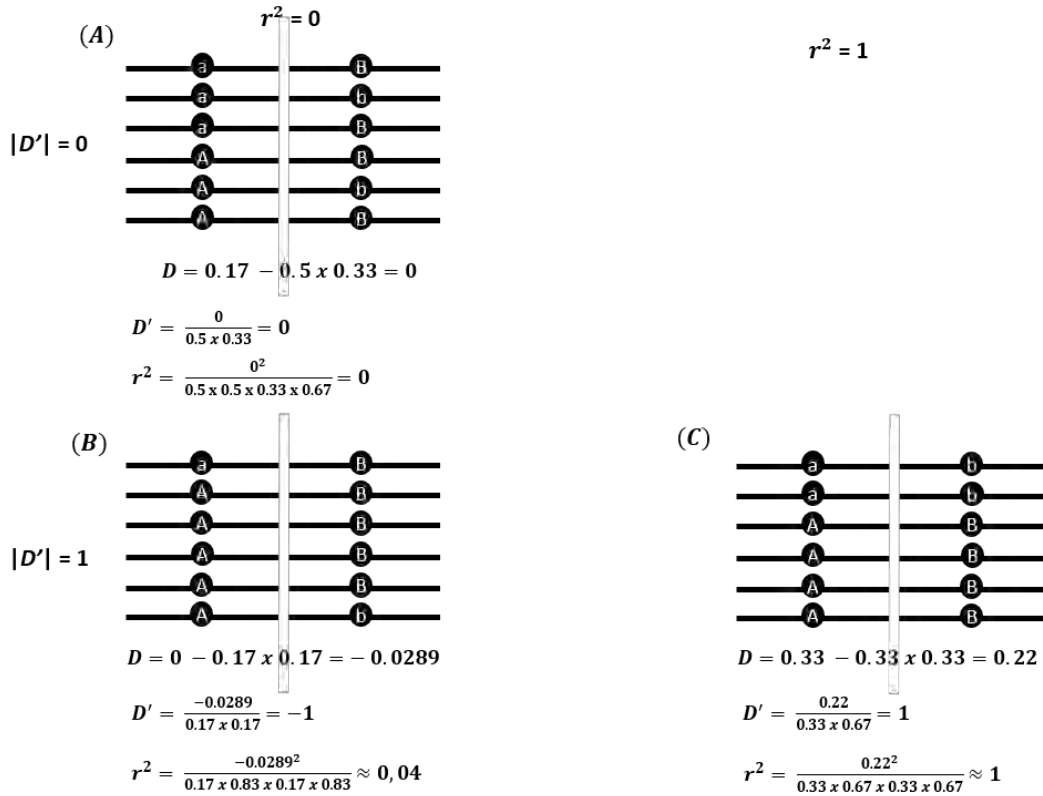 r² = 0
r² = 1
(A)
a B
a b
a B
|D′| = 0
A B
A b
A B
D = 0.17 − 0.5 x 0.33 = 0
D′ = 0 / 0.5 x 0.33 = 0
r² = 0² / 0.5 x 0.5 x 0.33 x 0.67 = 0
(B)
a B
A B
A B
|D′| = 1
A B
A B
A b
D = 0 − 0.17 x 0.17 = − 0.0289
D′ = −0.0289 / 0.17 x 0.17 = −1
r² = −0.0289² / 0.17 x 0.83 x 0.17 x 0.83 ≈ 0,04
(C)
a b
a b
A B
A B
A B
A B
D = 0.33 − 0.33 x 0.33 = 0.22
D′ = 0.22 / 0.33 x 0.67 = 1
r² = 0.22² / 0.33 x 0.67 x 0.33 x 0.67 ≈ 1